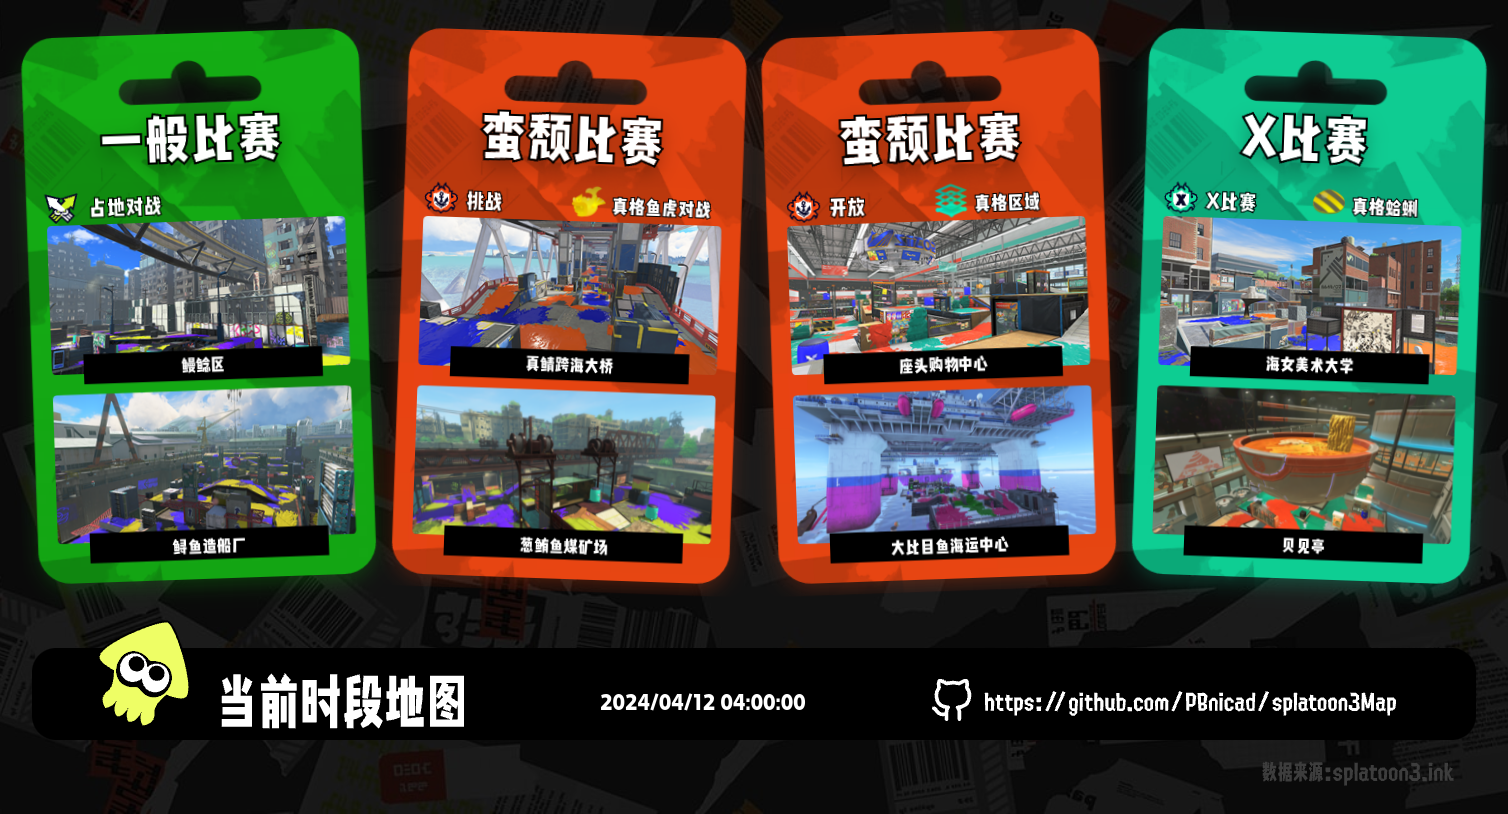 一般比赛
占地对战
鳗鲶区
鲟鱼造船厂
蛮颓比赛
挑战
真格鱼虎对战
真鲭跨海大桥
葱鲔鱼煤矿场
蛮颓比赛
开放
真格区域
座头购物中心
大比目鱼海运中心
X比赛
X比赛
真格蛤蜊
海女美术大学
贝见亭
当前时段地图
2024/04/12 04:00:00
https://github.com/PBnicad/splatoon3Map
数据来源:splatoon3.ink